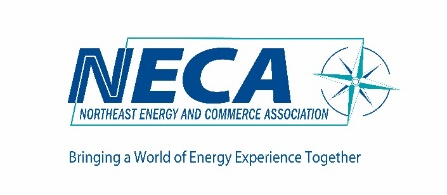 NECA
NORTHEAST ENERGY AND COMMERCE ASSOCIATION
Bringing a World of Energy Experience Together